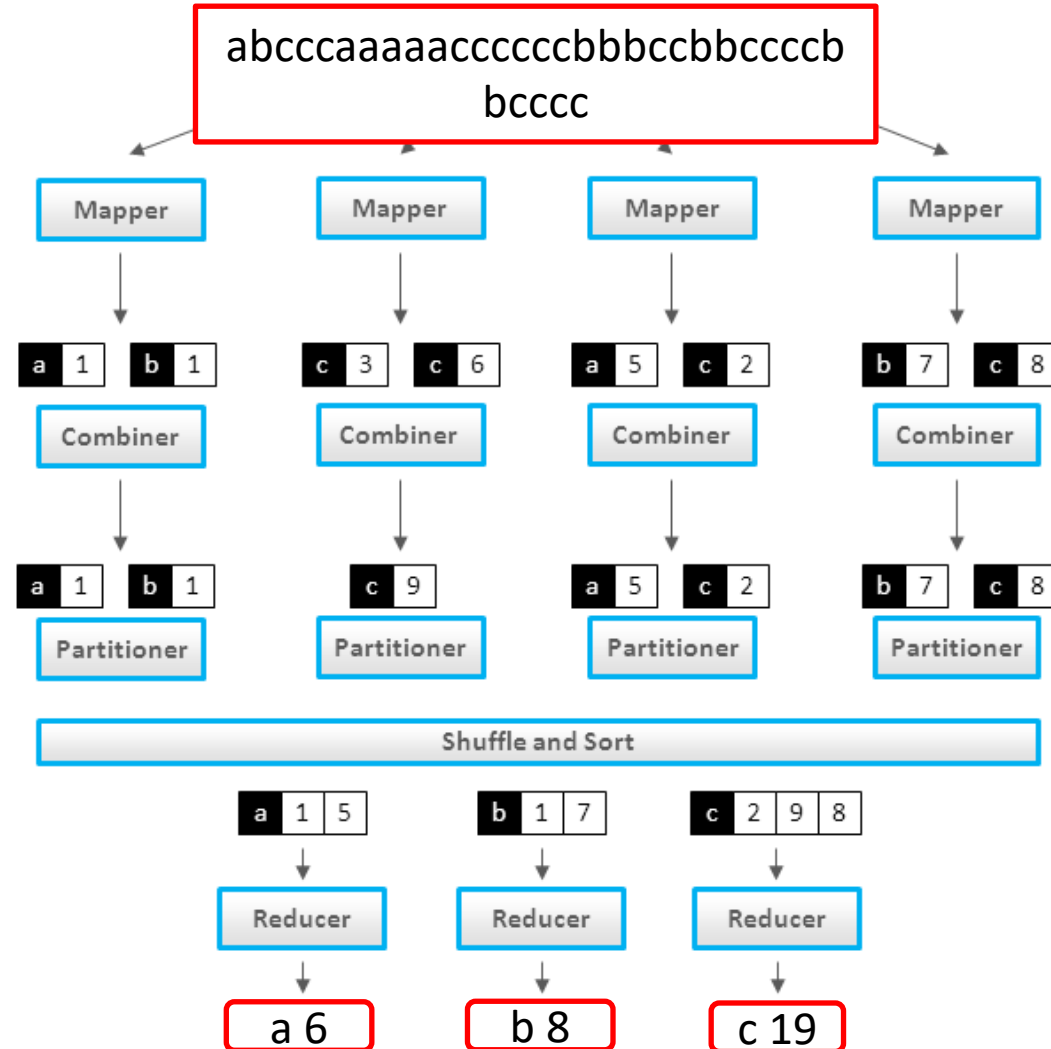 abcccaaaaaccccccbbbccbbccccb
bcccc
Mapper Mapper Mapper Mapper
a 1 b 1 c 3 c 6 a 5 c 2 b 7 c 8
Combiner Combiner Combiner Combiner
a 1 b 1 c 9 a 5 c 2 b 7 c 8
Partitioner Partitioner Partitioner Partitioner
Shuffle and Sort
a 1 5 b 1 7 c 2 9 8
Reducer Reducer Reducer
a 6 b 8 c 19